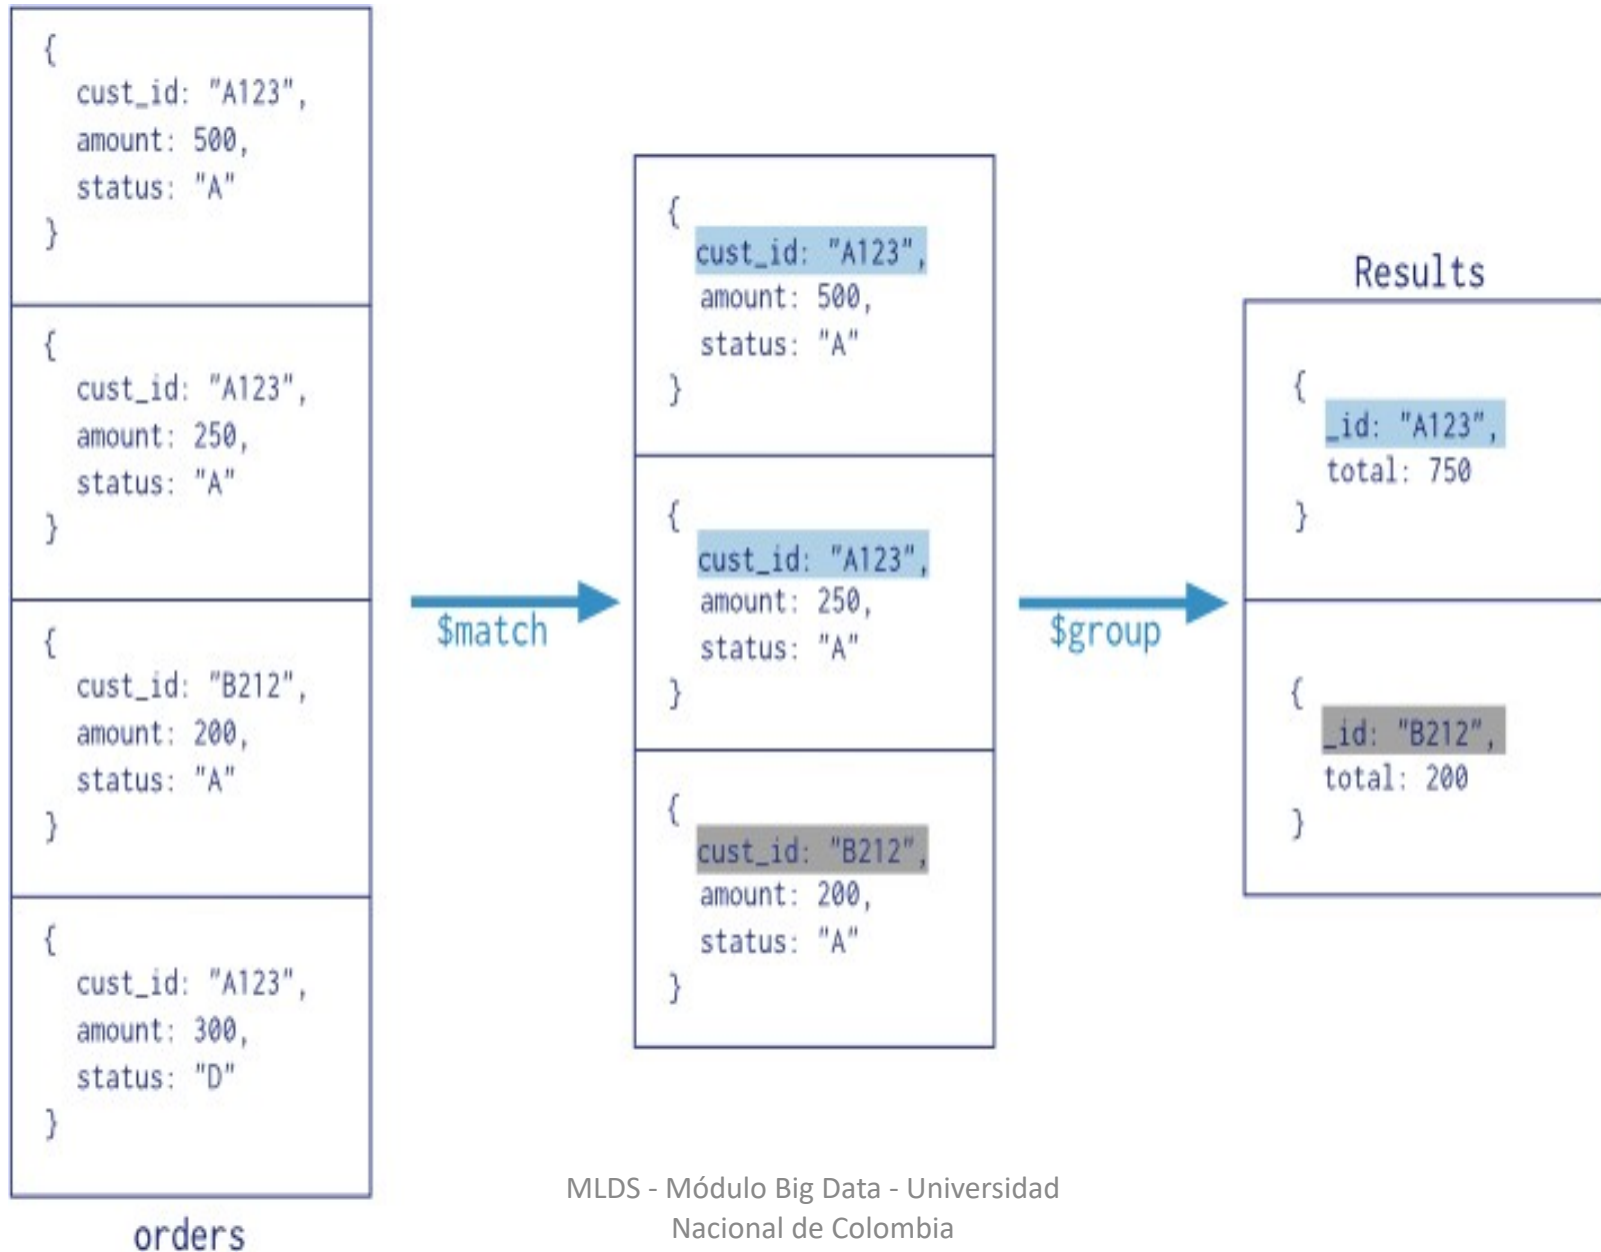 {
cust_id: "A123",
amount: 500,
status: "A"
}
{
cust_id: "A123",
amount: 250,
status: "A"
}
{
cust_id: "B212",
amount: 200,
status: "A"
}
{
cust_id: "A123",
amount: 300,
status: "D"
}
orders
$match
{
cust_id: "A123",
amount: 500,
status: "A"
}
{
cust_id: "A123",
amount: 250,
status: "A"
}
{
cust_id: "B212",
amount: 200,
status: "A"
}
$group
Results
{
_id: "A123",
total: 750
}
{
_id: "B212",
total: 200
}
MLDS - Módulo Big Data - Universidad
Nacional de Colombia